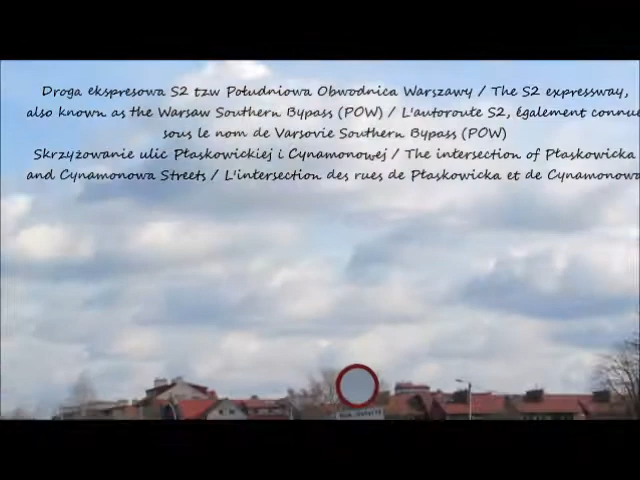 Droga ekspresowa S2 tzw Południowa Obwodnica Warszawy / The S2 expressway,
also known as the Warsaw Southern Bypass (POW) / L'autoroute S2, également connue
sous le nom de Varsovie Southern Bypass (POW)
Skrzyżowanie ulic Płaskowickiej i Cynamonowej / The intersection of Płaskowicka
and Cynamonowa Streets / L'intersection des rues de Płaskowicka et de Cynamonowa